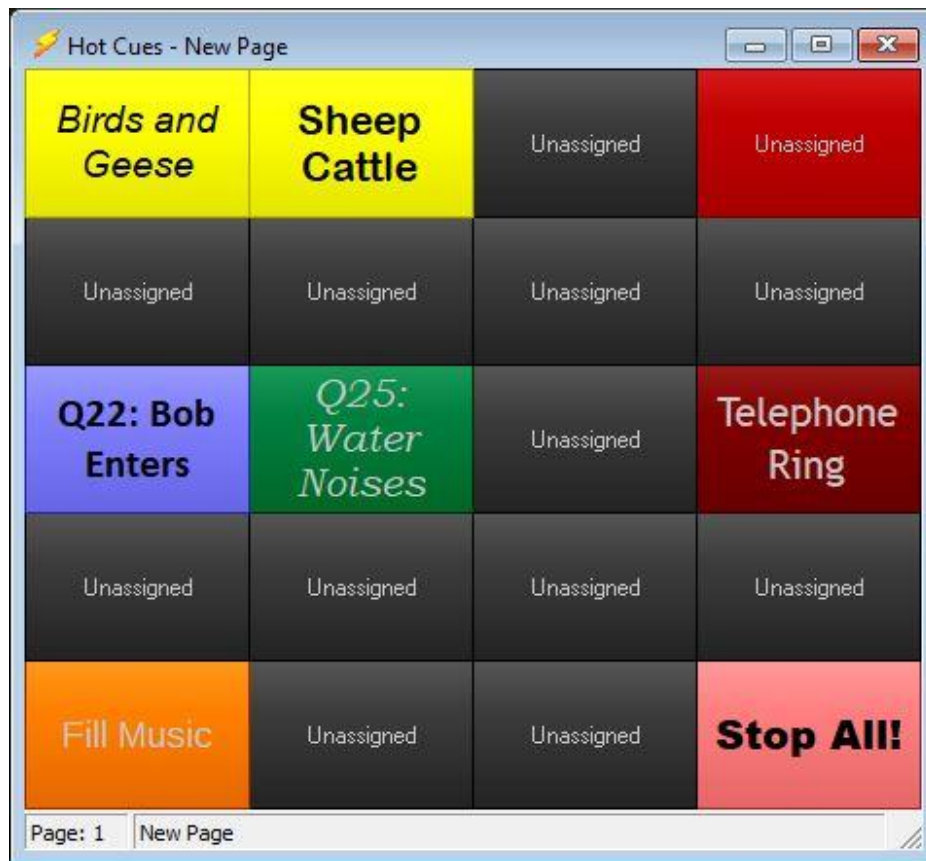 Hot Cues - New Page
Birds and
Geese
Sheep
Cattle
Unassigned
Unassigned
Unassigned
Unassigned
Unassigned
Unassigned
Q22: Bob
Enters
Q25:
Water
Noises
Unassigned
Telephone
Ring
Unassigned
Unassigned
Unassigned
Unassigned
Fill Music
Unassigned
Unassigned
Stop All!
Page: 1
New Page